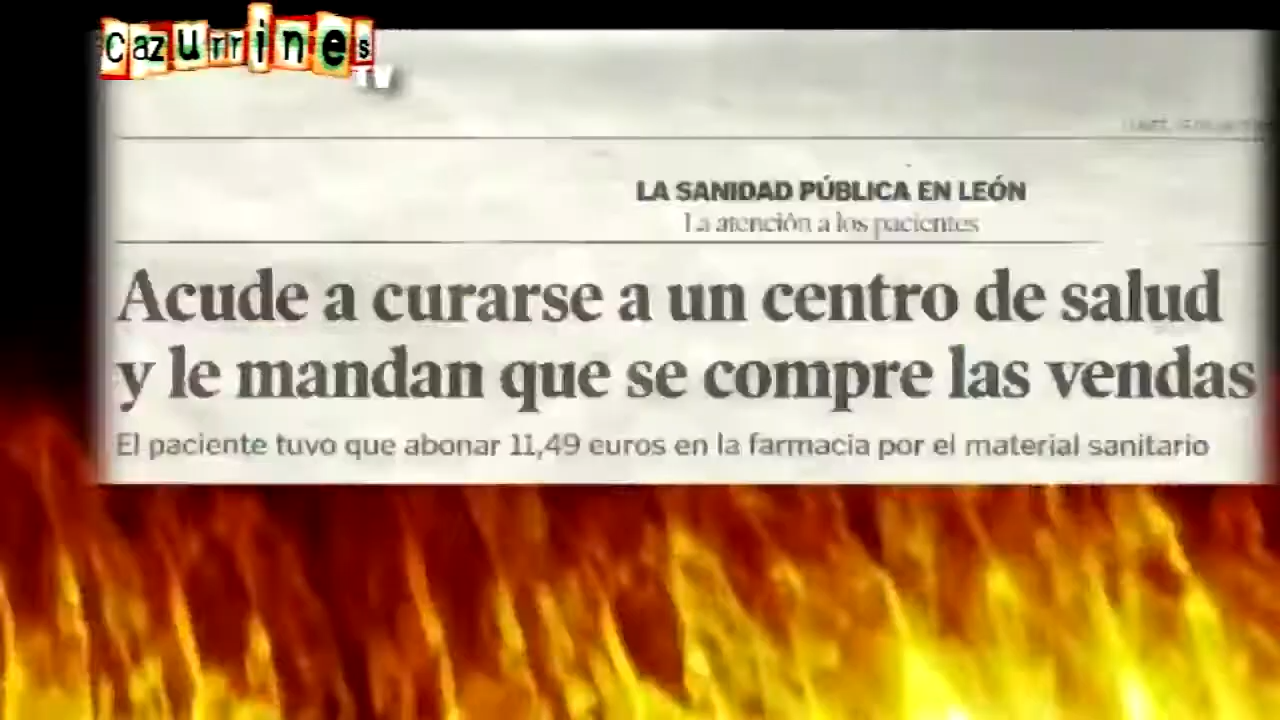 cazurrines
TV
LA SANIDAD PÚBLICA EN LEÓN
La atención a los pacientes
Acude a curarse a un centro de salud
y le mandan que se compre las vendas
El paciente tuvo que abonar 11,49 euros en la farmacia por el material sanitario